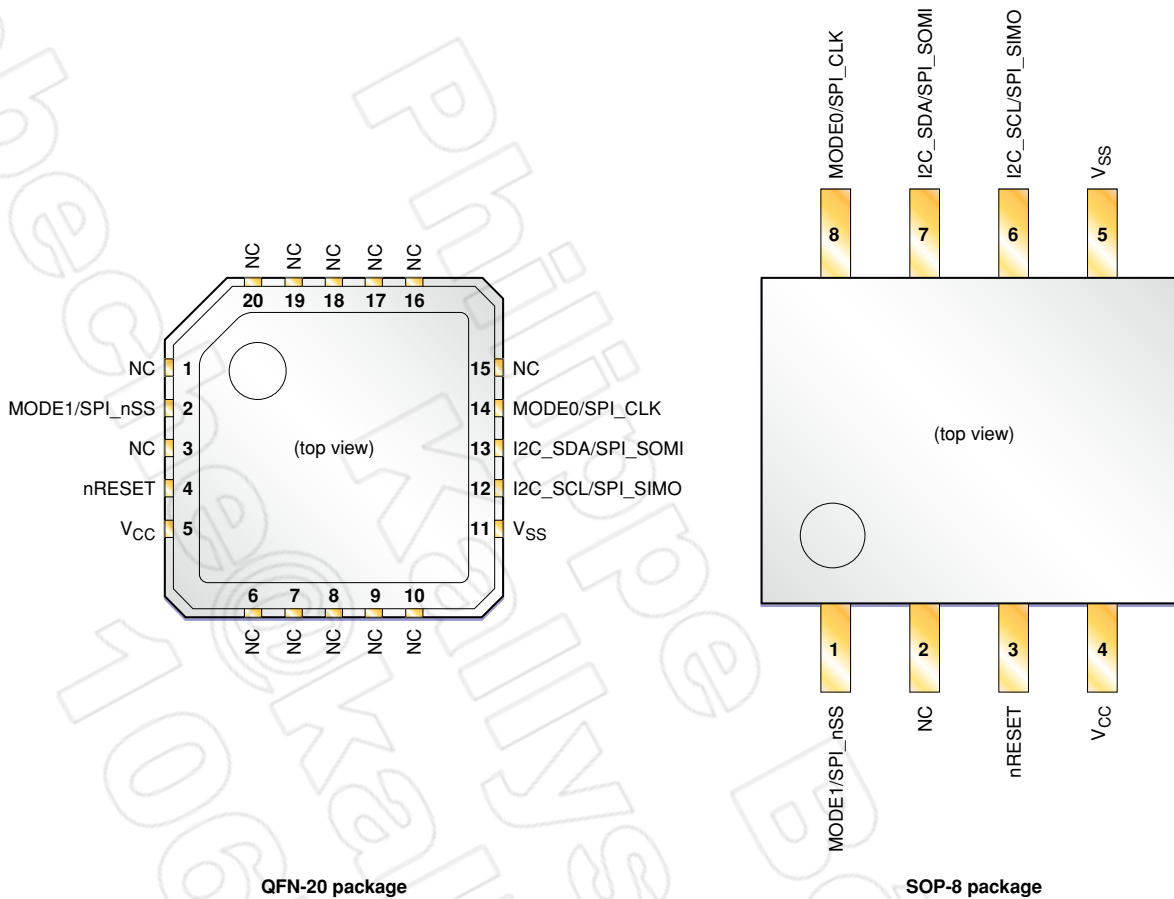 NC NC NC NC NC
20 19 18 17 16
NC 1
MODE1/SPI_nSS 2
NC 3
nRESET 4
VCC 5
(top view)
15 NC
14 MODE0/SPI_CLK
13 I2C_SDA/SPI_SOMI
12 I2C_SCL/SPI_SIMO
11 VSS
6 7 8 9 10
NC NC NC NC NC
QFN-20 package
MODE0/SPI_CLK
I2C_SDA/SPI_SOMI
I2C_SCL/SPI_SIMO
VSS
8 7 6 5
(top view)
1 2 3 4
MODE1/SPI_nSS
NC
nRESET
VCC
SOP-8 package
Philippe
Kallys